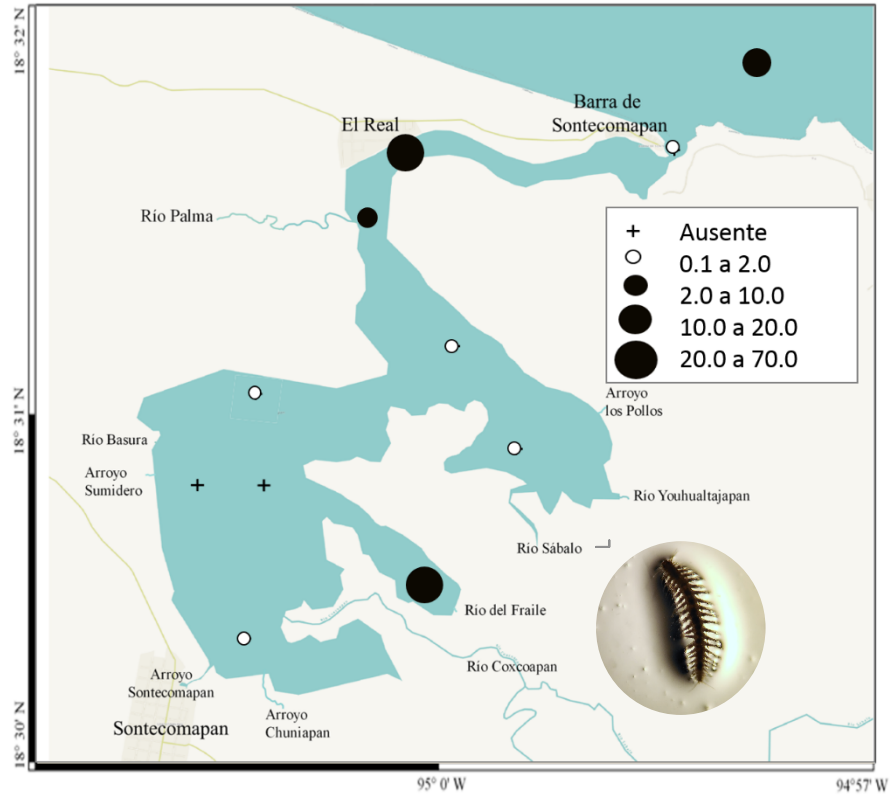 18° 32' N
Barra de
Sontecomapan
El Real
Río Palma
+ Ausente
0.1 a 2.0
2.0 a 10.0
10.0 a 20.0
20.0 a 70.0
18° 31' N
Arroyo
los Pollos
Rio Basura
Arroyo
Sumidero
Rio Youhualtajapan
Rio Sábalo
Rio del Fraile
Río Coxcoapan
Arroyo
Sontecomapan
Arroyo
Chuniapan
Sontecomapan
18° 30' N
95° 0' W
94°57' W